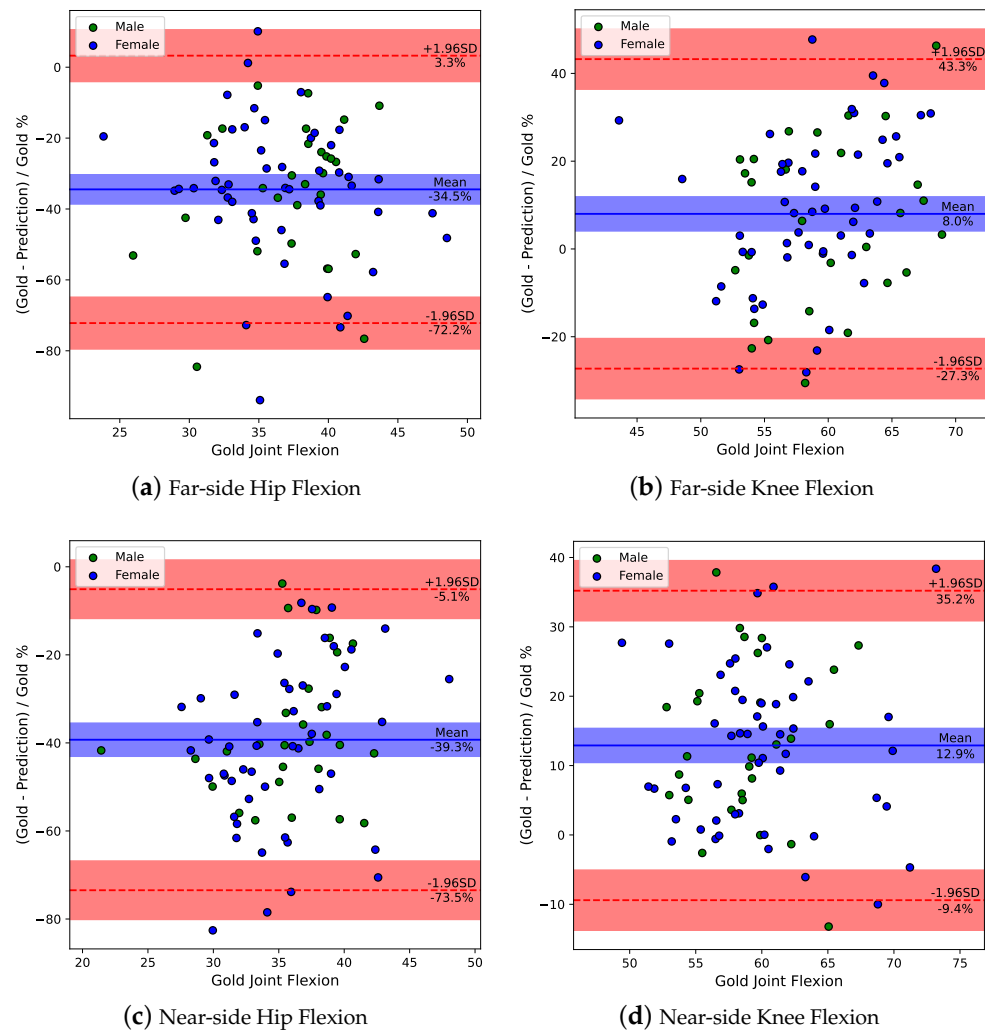 Male
Female
+1.96SD
3.3%
Mean
-34.5%
-1.96SD
-72.2%
0
−20
−40
−60
−80
(Gold - Prediction) / Gold %
25 30 35 40 45 50
Gold Joint Flexion
(a) Far-side Hip Flexion
Male
Female
+1.96SD
43.3%
Mean
8.0%
-1.96SD
-27.3%
40
20
0
−20
(Gold - Prediction) / Gold %
45 50 55 60 65 70
Gold Joint Flexion
(b) Far-side Knee Flexion
Male
Female
+1.96SD
-5.1%
Mean
-39.3%
-1.96SD
-73.5%
0
−20
−40
−60
−80
(Gold - Prediction) / Gold %
20 25 30 35 40 45 50
Gold Joint Flexion
(c) Near-side Hip Flexion
Male
Female
+1.96SD
35.2%
Mean
12.9%
-1.96SD
-9.4%
40
30
20
10
0
−10
(Gold - Prediction) / Gold %
50 55 60 65 70 75
Gold Joint Flexion
(d) Near-side Knee Flexion